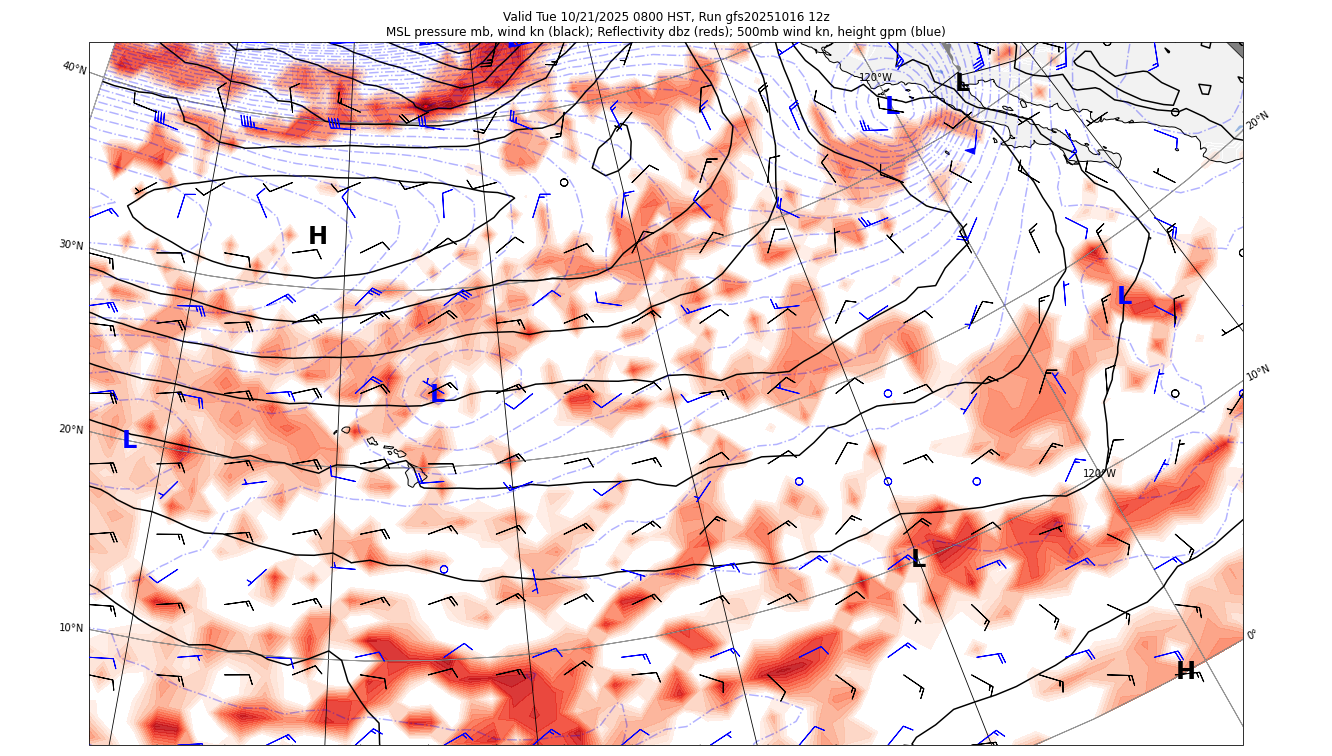 Valid Tue 10/21/2025 0800 HST, Run gfs20251016 12z
MSL pressure mb, wind kn (black); Reflectivity dbz (reds); 500mb wind kn, height gpm (blue)
40°N
120°W
L
L
20°N
H
30°N
L
10°N
L
L
20°N
120°W
L
10°N
0°
H